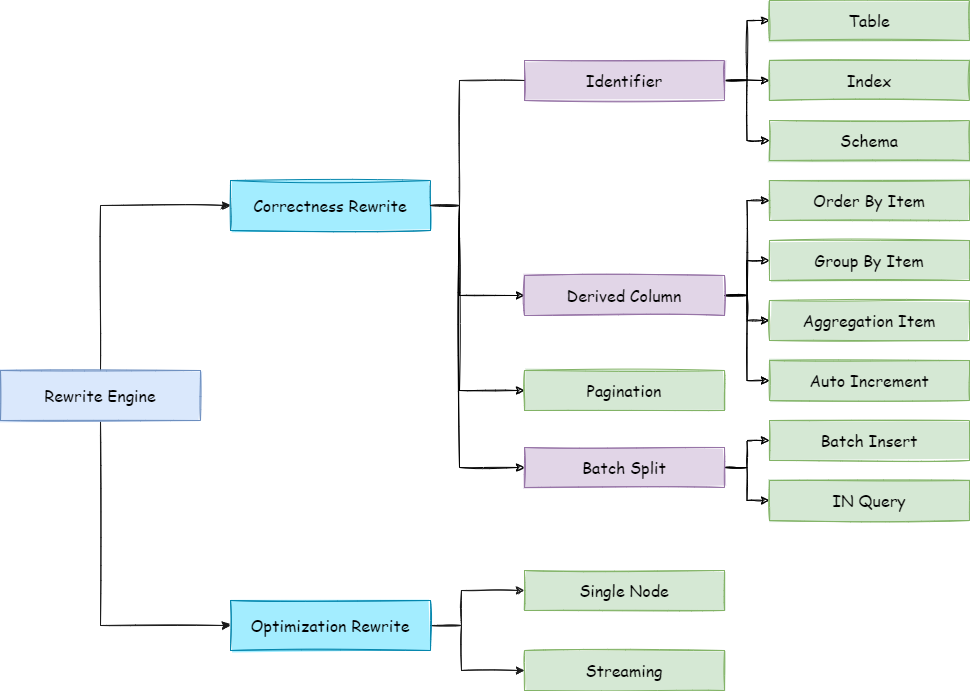 Rewrite Engine
Correctness Rewrite
Identifier
Table
Index
Schema
Derived Column
Order By Item
Group By Item
Aggregation Item
Auto Increment
Pagination
Batch Split
Batch Insert
IN Query
Optimization Rewrite
Single Node
Streaming